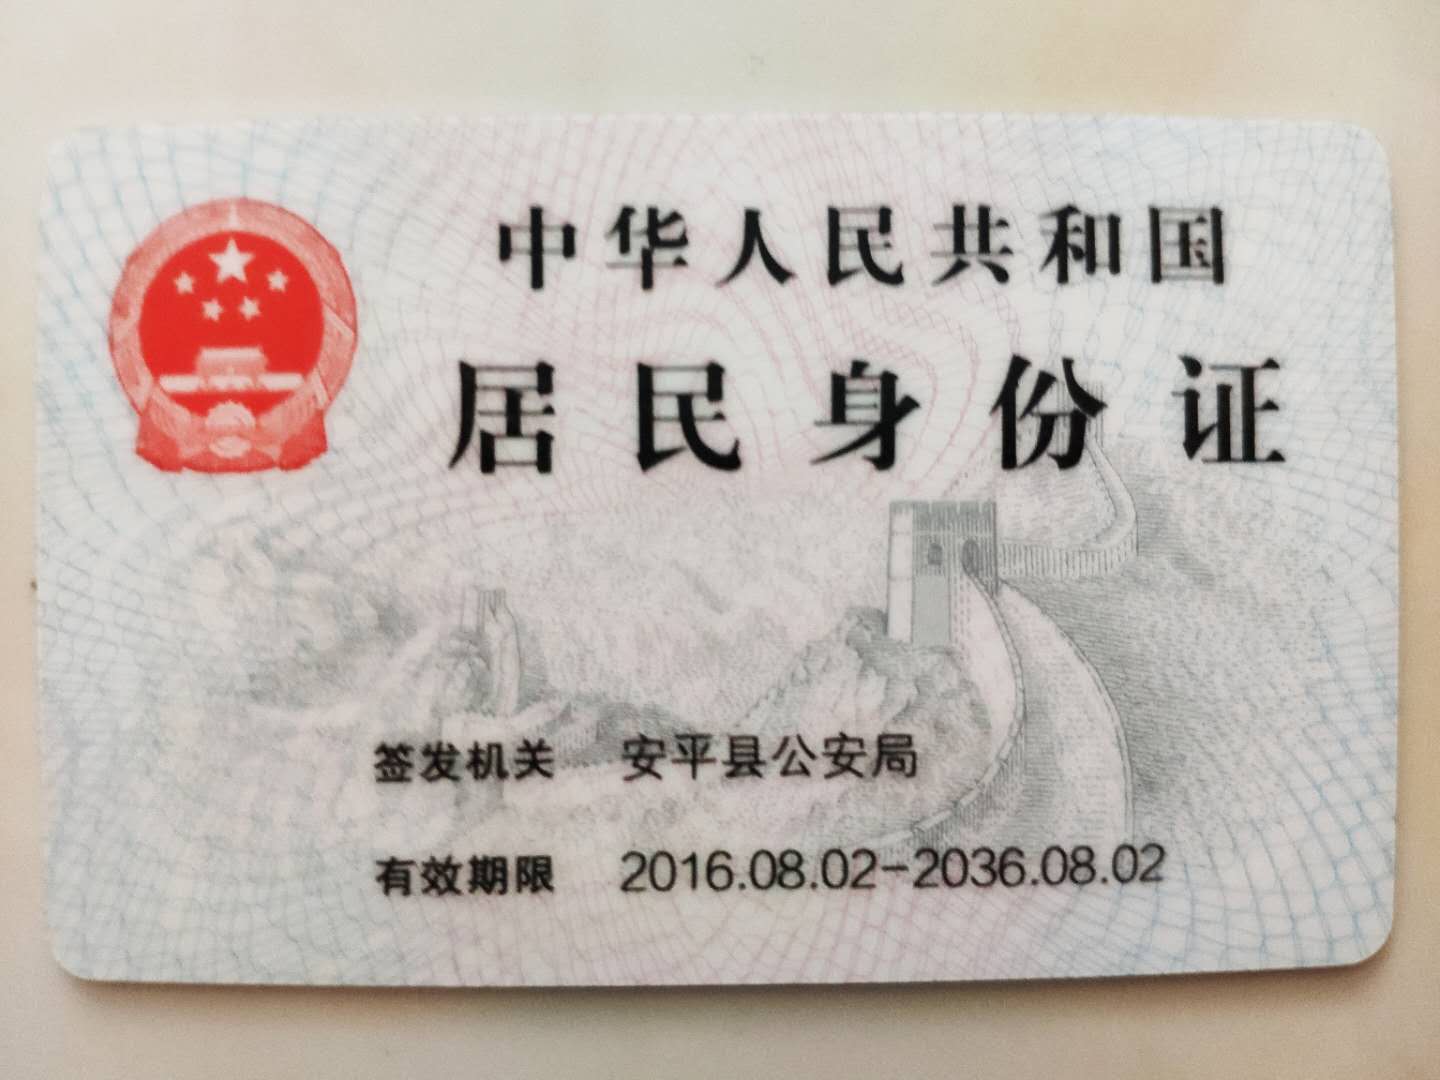 中华人民共和国
居民身份证
签发机关 安平县公安局
有效期限 2016.08.02-2036.08.02